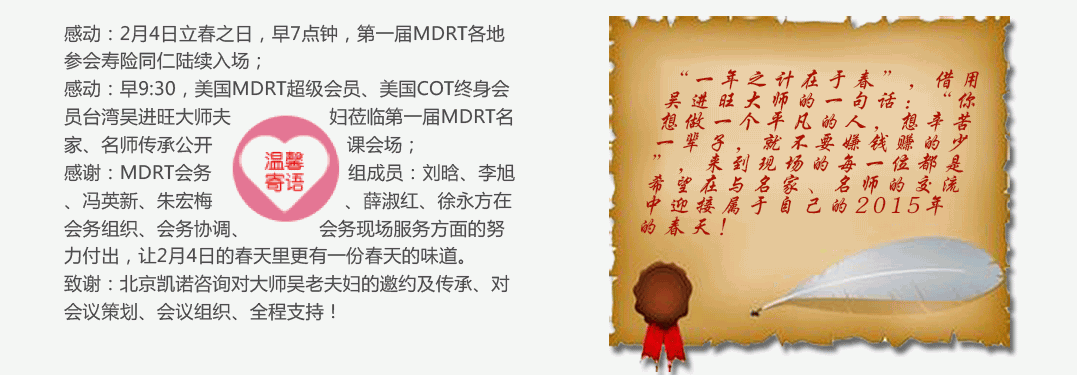 感动：2月4日立春之日，早7点钟，第一届MDRT各地
参会寿险同仁陆续入场；
感动：早9:30，美国MDRT超级会员、美国COT终身会
员台湾吴进旺大师夫妇莅临第一届MDRT名
家、名师传承公开课会场；
感谢：MDRT会务组成员：刘晗、李旭
、冯英新、朱宏梅、薛淑红、徐永方在
会务组织、会务协调、会务现场服务方面的努
力付出，让2月4日的春天里更有一份春天的味道。
致谢：北京凯诺咨询对大师吴老夫妇的邀约及传承、对
会议策划、会议组织、全程支持！
温馨
寄语
“一年之计在于春”，借用
吴进旺大师的一句话：“你
想做一个平凡的人，想辛苦
一辈子，就不要嫌钱赚的少
”，来到现场的每一位都是
希望在与名家、名师的交流
中迎接属于自己的2015年
的春天！